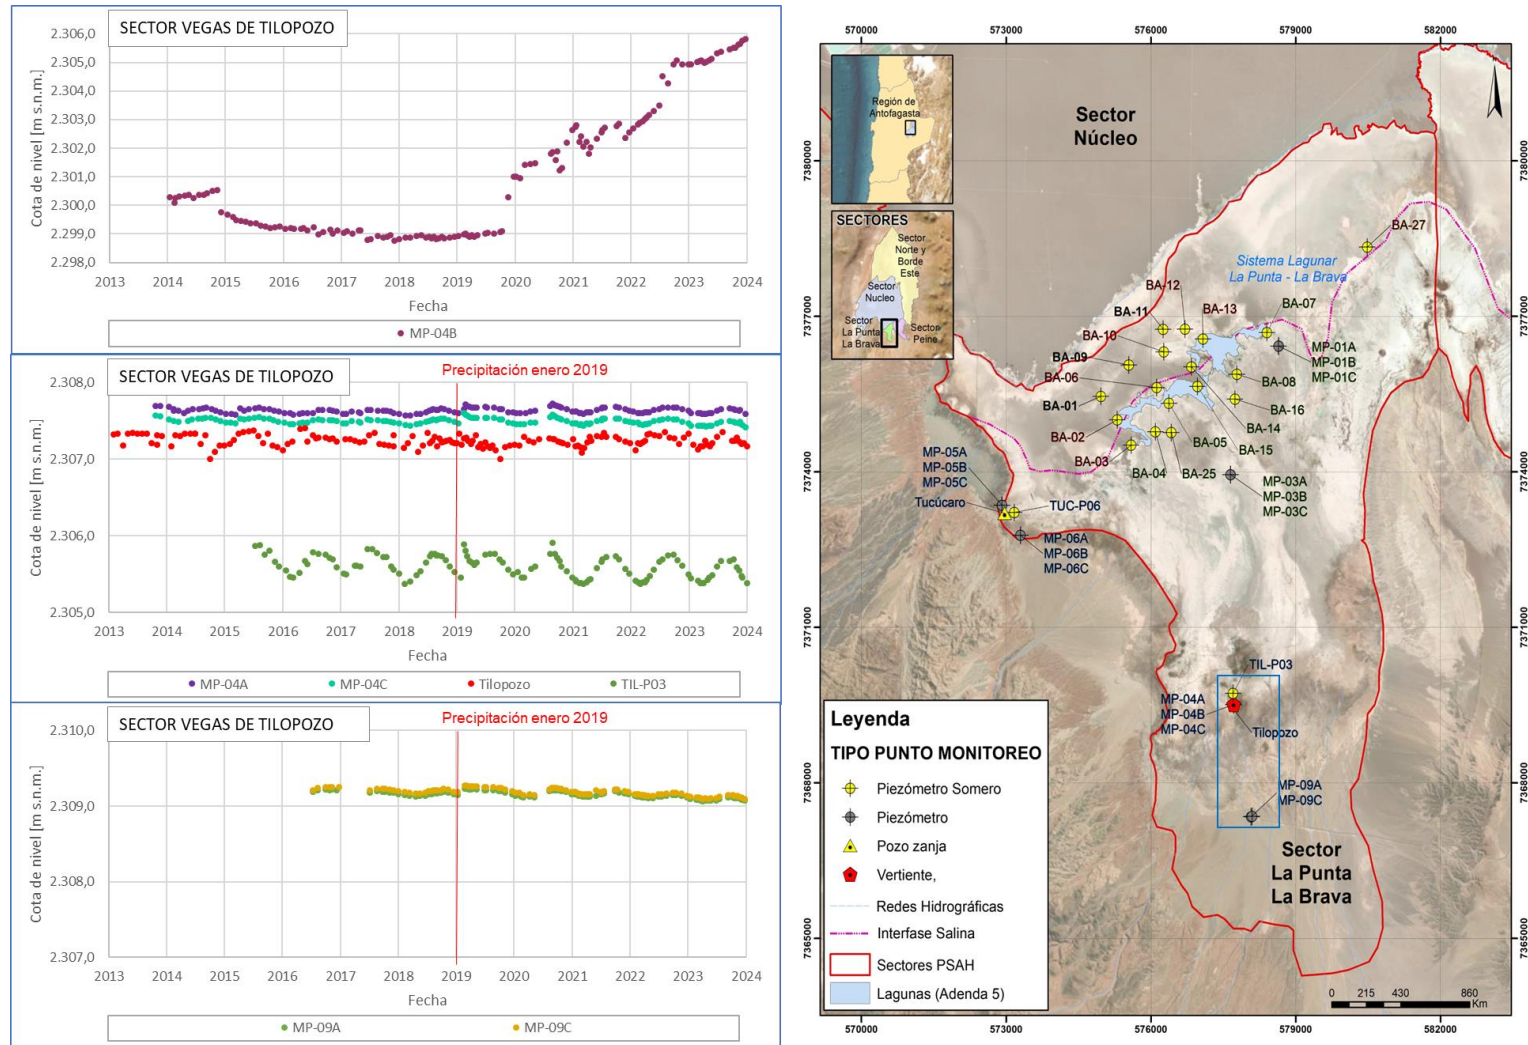 SECTOR VEGAS DE TILOPOZO
Cota de nivel [m s.n.m.]
2.306,0
2.305,0
2.304,0
2.303,0
2.302,0
2.301,0
2.300,0
2.299,0
2.298,0
2013 2014 2015 2016 2017 2018 2019 2020 2021 2022 2023 2024
Fecha
MP-04B
SECTOR VEGAS DE TILOPOZO
Precipitación enero 2019
Cota de nivel [m s.n.m.]
2.308,0
2.307,0
2.306,0
2.305,0
2013 2014 2015 2016 2017 2018 2019 2020 2021 2022 2023 2024
Fecha
MP-04A MP-04C Tilopozo TIL-P03
SECTOR VEGAS DE TILOPOZO
Precipitación enero 2019
Cota de nivel [m s.n.m.]
2.310,0
2.309,0
2.308,0
2.307,0
2013 2014 2015 2016 2017 2018 2019 2020 2021 2022 2023 2024
Fecha
MP-09A MP-09C
570000 573000 576000 579000 582000
7380000
7377000
7374000
7371000
7368000
7365000
7380000
7377000
7374000
7371000
7368000
7365000
570000 573000 576000 579000 582000
Región de
Antofagasta
SECTORES
Sector
Norte y
Borde
Este
Sector
Nucleo
Sector
La Punta
La Brava
Sector
Peine
Sector
Núcleo
Sistema Lagunar
La Punta - La Brava
BA-27
BA-12
BA-13
BA-07
BA-11
BA-10
MP-01A
MP-01B
MP-01C
BA-09
BA-06
BA-08
BA-01
BA-16
BA-14
BA-02
BA-05
BA-15
BA-03
BA-04
BA-25
MP-05A
MP-05B
MP-05C
Tucúcaro
TUC-P06
MP-03A
MP-03B
MP-03C
MP-06A
MP-06B
MP-06C
TIL-P03
MP-04A
MP-04B
MP-04C
Tilopozo
MP-09A
MP-09C
Sector
La Punta
La Brava
Leyenda
TIPO PUNTO MONITOREO
Piezómetro Somero
Piezómetro
Pozo zanja
Vertiente,
Redes Hidrográficas
Interfase Salina
Sectores PSAH
Lagunas (Adenda 5)
0 215 430 860
Km